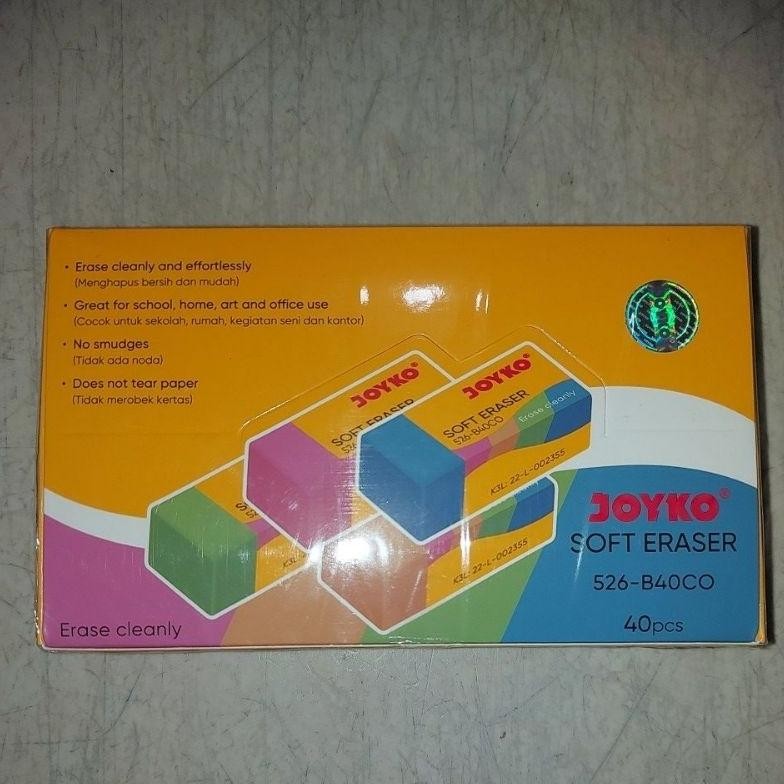 • Erase cleanly and effortlessly
(Menghapus bersih dan mudah)
• Great for school, home, art and office use
(Cocok untuk sekolah, rumah, kegiatan seni dan kantor)
• No smudges
(Tidak ada noda)
• Does not tear paper
(Tidak merobek kertas)
JOYKO®
SOFT ERASER
526
JOYKO®
SOFT ERASER
526-B40CO
Erase cleanly
K3L: 22-L-002355
K3L: 22-L-002355
K3L:
JOYKO®
SOFT ERASER
526-B40CO
40pcs
Erase cleanly